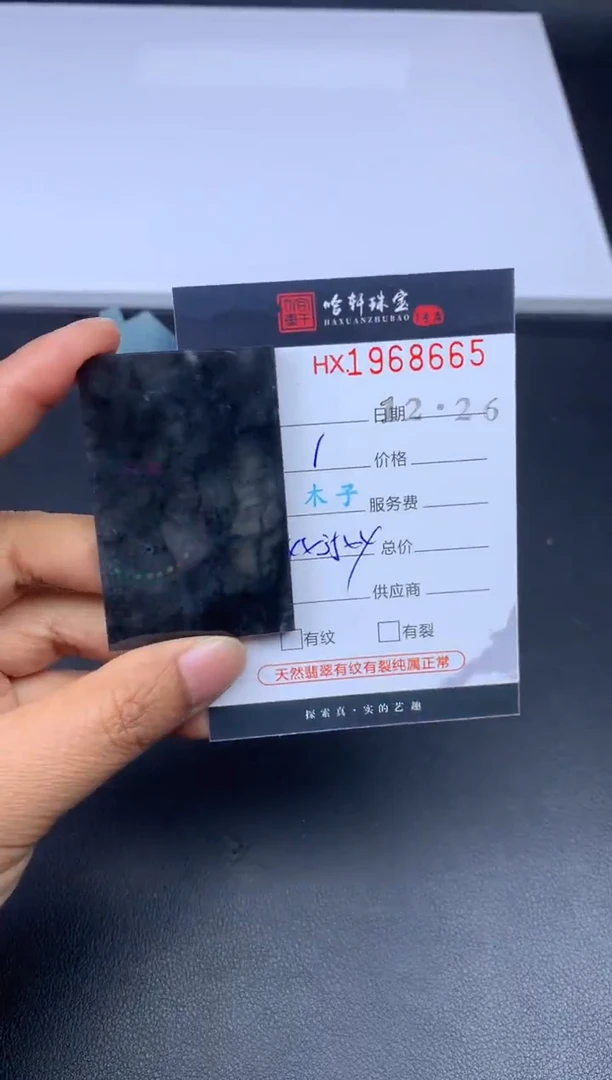 哈轩珠宝
HAXUANZHUBAO
HX.1968665
日期 12·26
1 价格
木子 服务费
总价
供应商
有纹 有裂
天然翡翠有纹有裂纯属正常
探索真·实的艺趣